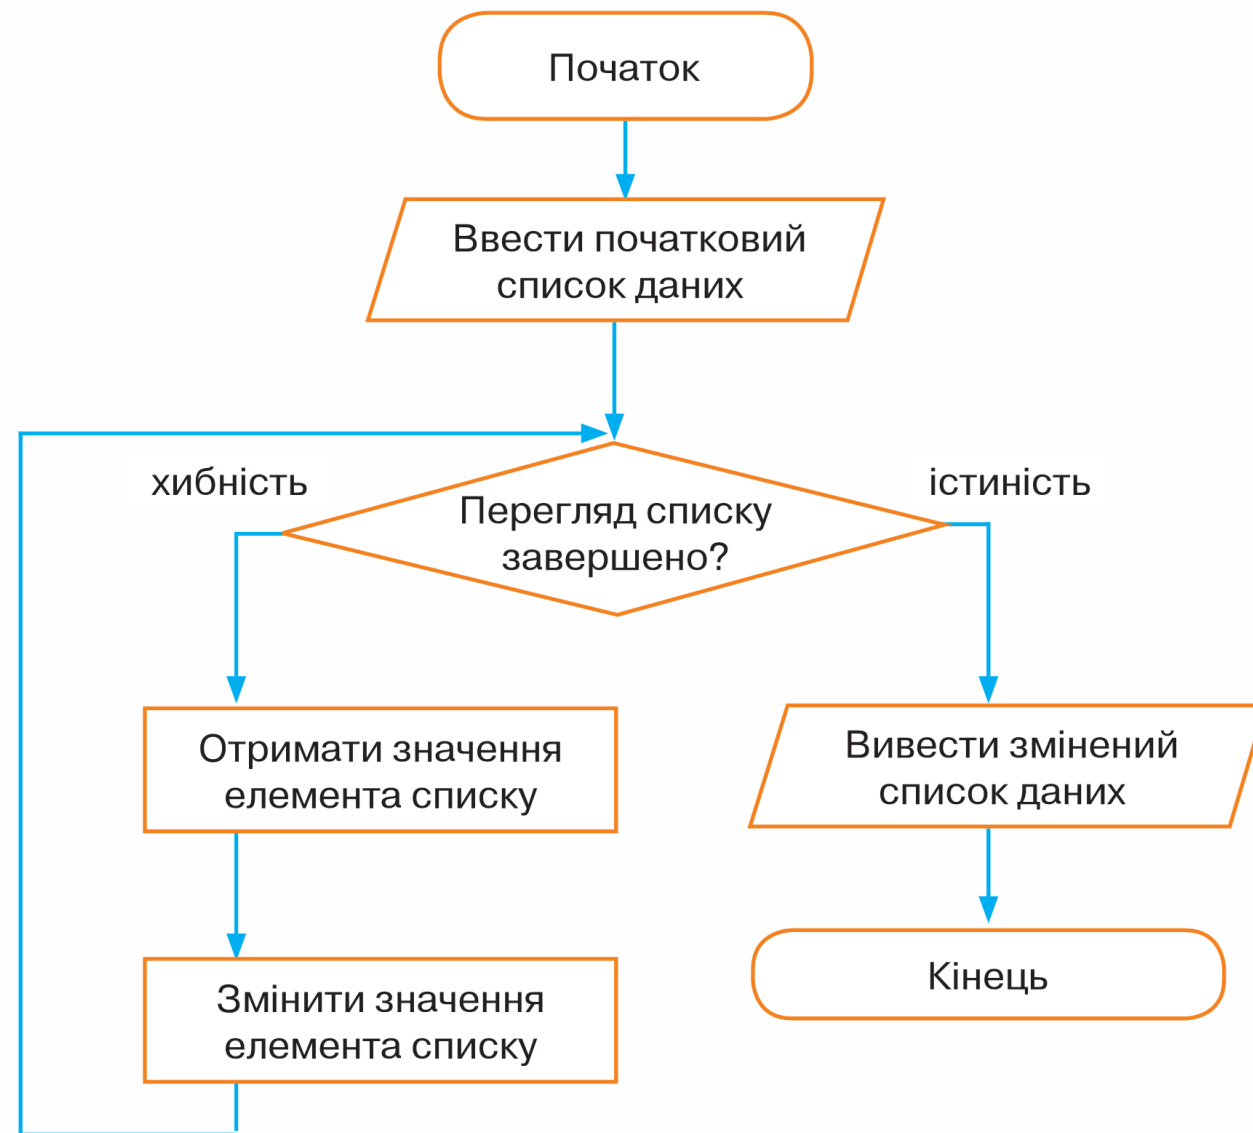 Початок
Ввести початковий
список даних
хибність
істиність
Перегляд списку
завершено?
Отримати значення
елемента списку
Вивести змінений
список даних
Змінити значення
елемента списку
Кінець